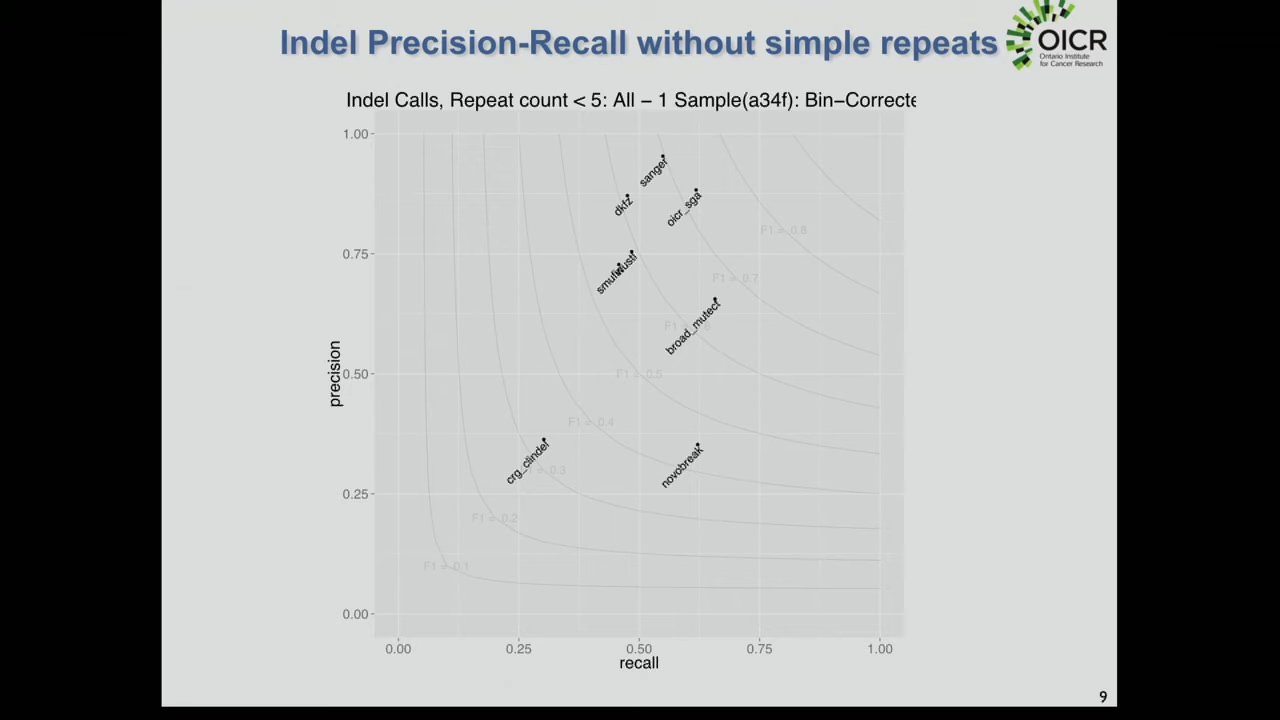 Indel Precision-Recall without simple repeats
OICR
Ontario Institute
for Cancer Research
Indel Calls, Repeat count < 5: All − 1 Sample(a34f): Bin−Correcte
1.00
0.75
0.50
0.25
0.00
precision
sanger
dkfz
oicr_sga
F1 = 0.8
smufin
wustl
F1 = 0.7
broad_mutect
F1 = 0.5
F1 = 0.4
crg_clindel
= 0.3
novobreak
F1 = 0.2
F1 = 0.1
0.00
0.25
0.50
0.75
1.00
recall
9